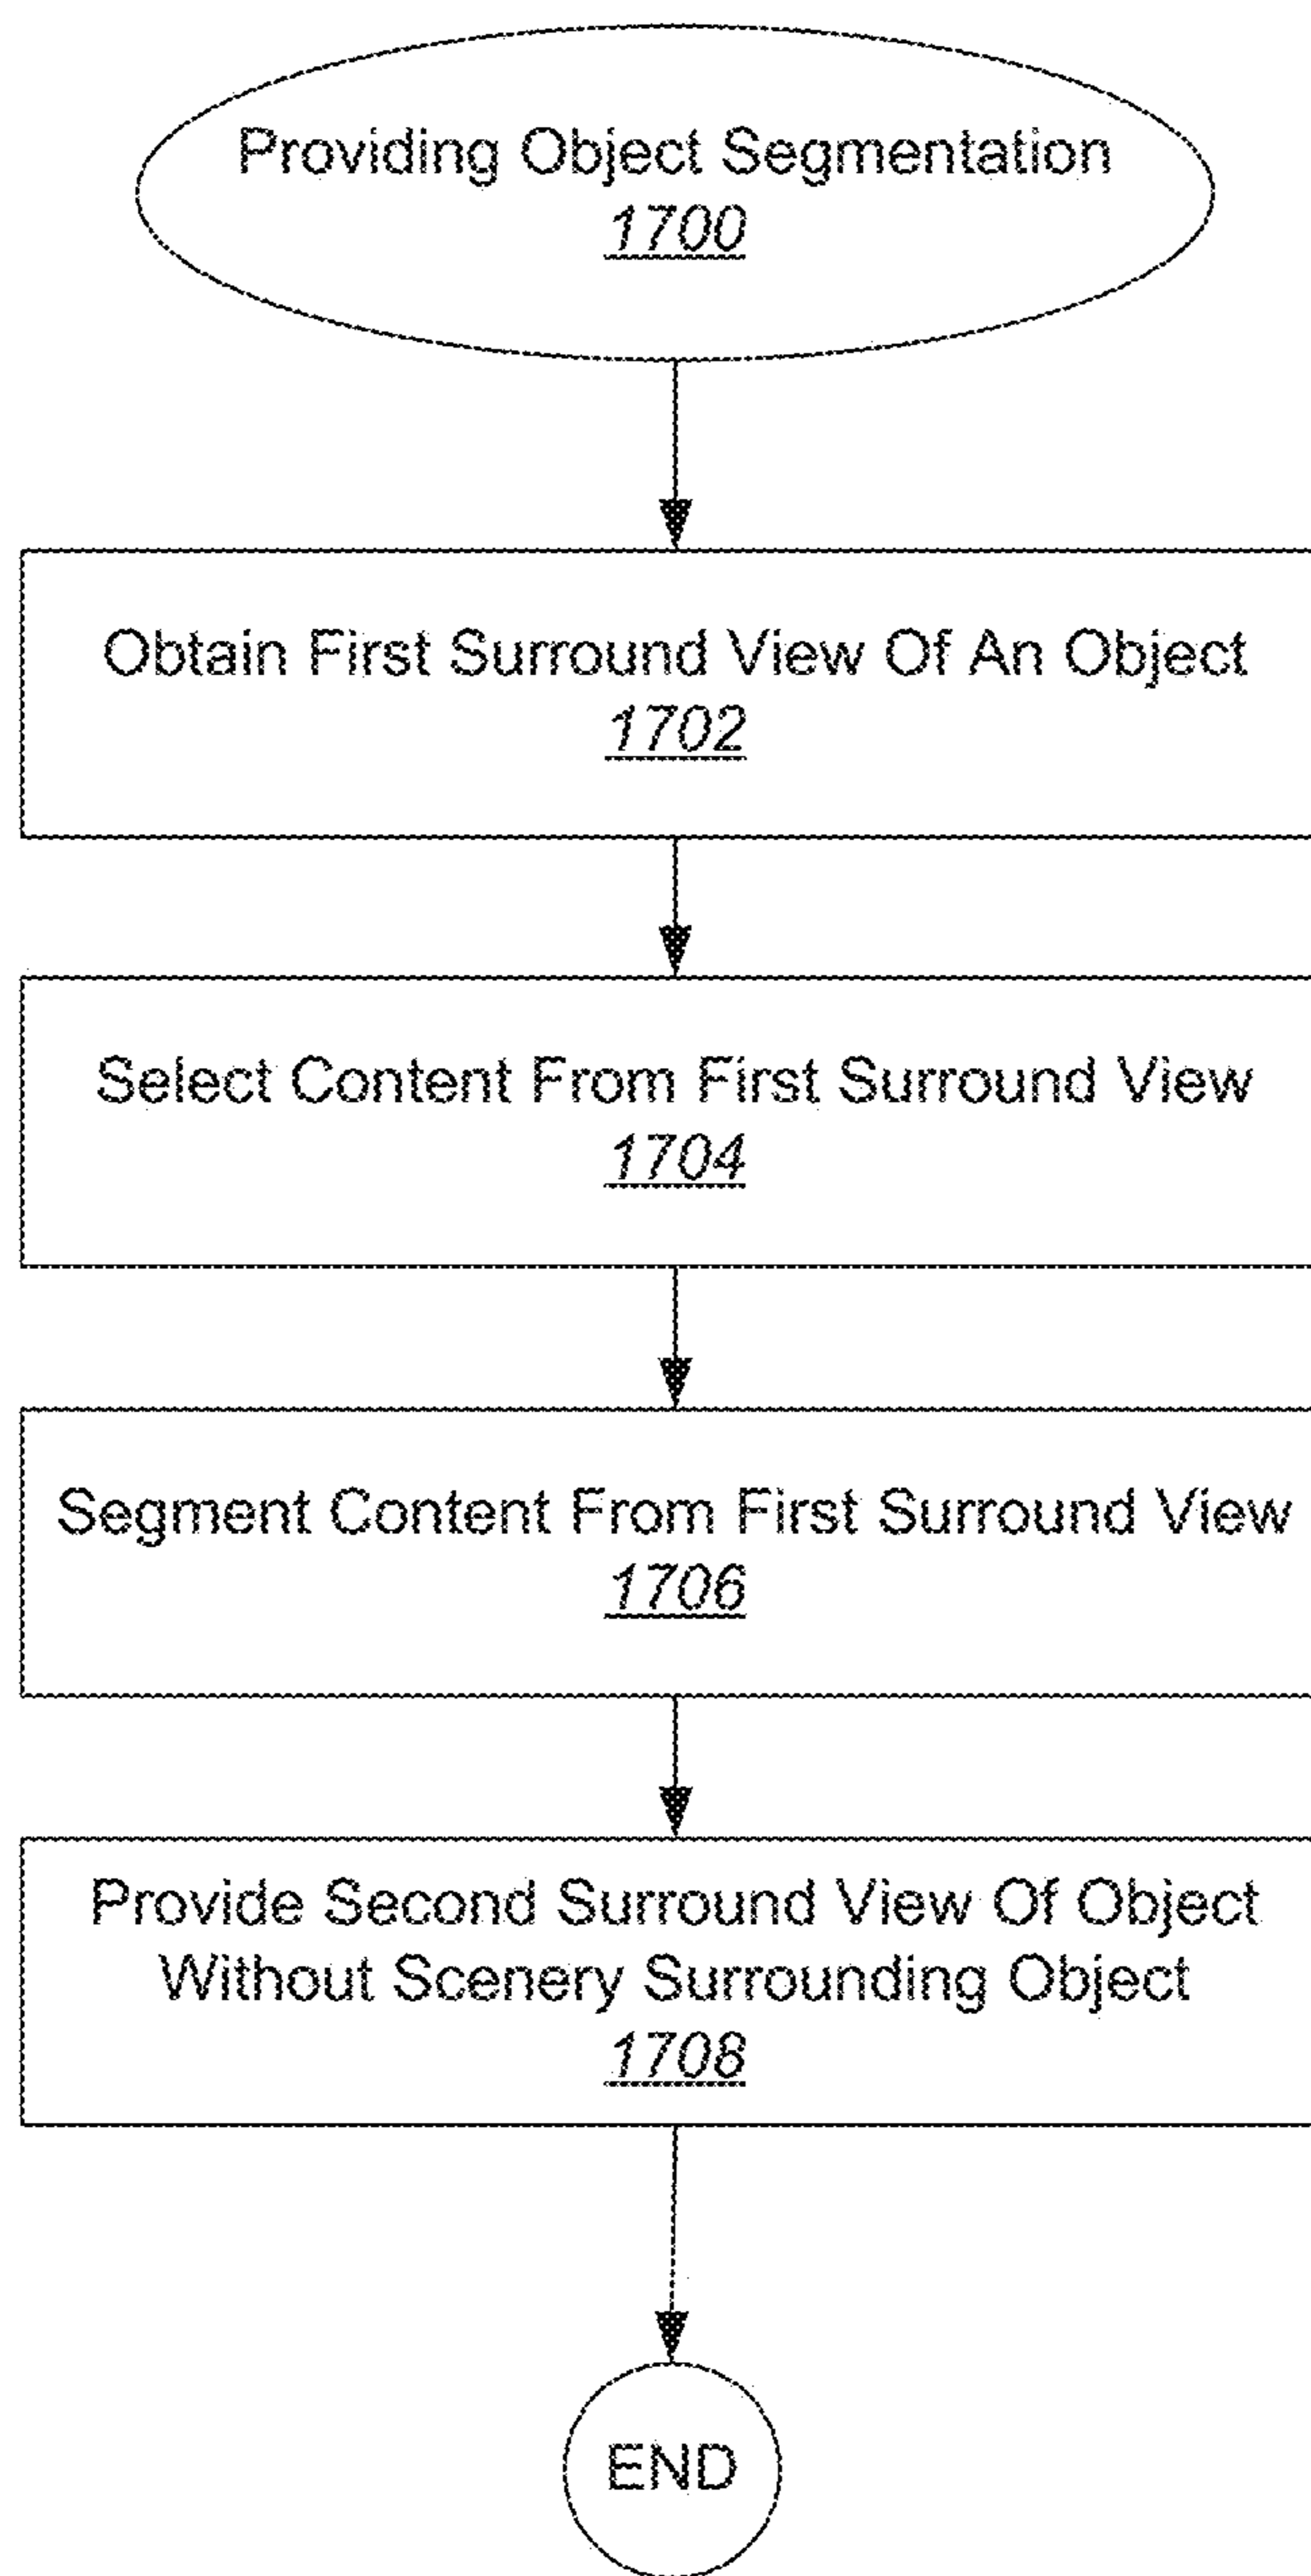 Providing Object Segmentation
1700
Obtain First Surround View Of An Object
1702
Select Content From First Surround View
1704
Segment Content From First Surround View
1706
Provide Second Surround View Of Object
Without Scenery Surrounding Object
1708
END